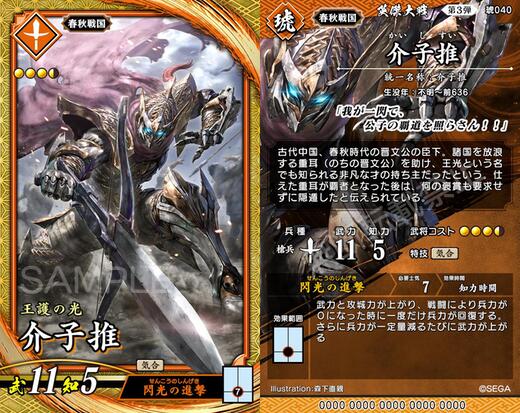 春秋戦国
SAMPLE
王護の光
介子推
気合
武11知5
せんこうのしんげき
閃光の進撃
7
琥
春秋戦国
英傑大戦
第3弾
琥040
かいしすい
介子推
統一名称:介子推
生没年:不明～前636
「我が一閃で、
公子の覇道を照らさん!!」
古代中国、春秋時代の晋文公の臣下。諸国を放浪
する重耳（のちの晋文公）を助け、王光という名
でも知られる非凡な才の持ち主だったという。仕
えた重耳が覇者となった後は、何の褒賞も要求せ
ずに隠遁したと伝えられている。
兵種 武力 知力 武将コスト
槍兵 11 5
特技 気合
せんこうのしんげき
閃光の進撃
必要士気 7
効果時間 知力時間
効果範囲
武力と攻城力が上がり、戦闘により兵力が
0になった時に一度だけ兵力が回復する。
さらに兵力が一定量減るたびに武力が上が
る
Illustration:森下直親
©SEGA
0000 0000 0000 0000 0000